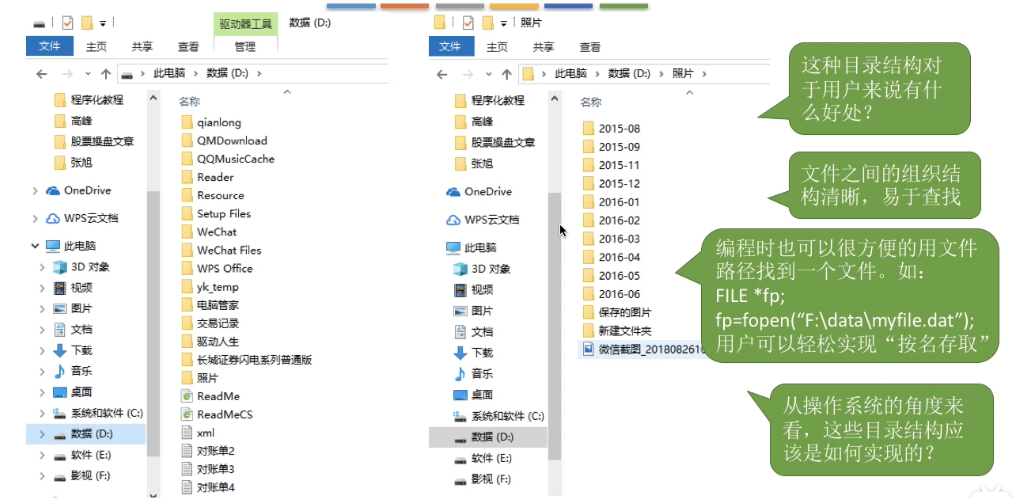 驱动器工具
数据 (D:)
文件
主页
共享
查看
管理
此电脑 › 数据 (D:) ›
程序化教程
高峰
股票操盘文章
张旭
OneDrive
WPS云文档
此电脑
3D 对象
视频
图片
文档
下载
音乐
桌面
系统和软件 (C:)
数据 (D:)
软件 (E:)
影视 (F:)
名称
qianlong
QMDownload
QQMusicCache
Reader
Resource
Setup Files
WeChat
WeChat Files
WPS Office
yk_temp
电脑管家
交易记录
驱动人生
长城证券闪电系列普通版
照片
ReadMe
ReadMeCS
xml
对账单2
对账单3
对账单4
照片
文件
主页
共享
查看
此电脑 › 数据 (D:) › 照片 ›
程序化教程
高峰
股票操盘文章
张旭
OneDrive
WPS云文档
此电脑
3D 对象
视频
图片
文档
下载
音乐
桌面
系统和软件 (C:)
数据 (D:)
软件 (E:)
影视 (F:)
名称
2015-08
2015-09
2015-11
2015-12
2016-01
2016-02
2016-03
2016-04
2016-05
2016-06
保存的图片
新建文件夹
微信截图_2018082610
这种目录结构对
于用户来说有什
么好处？
文件之间的组织结
构清晰，易于查找
编程时也可以很方便的用文件
路径找到一个文件。如：
FILE *fp;
fp=fopen(“F:\data\myfile.dat”);
用户可以轻松实现“按名存取”
从操作系统的角度来
看，这些目录结构应
该是如何实现的？